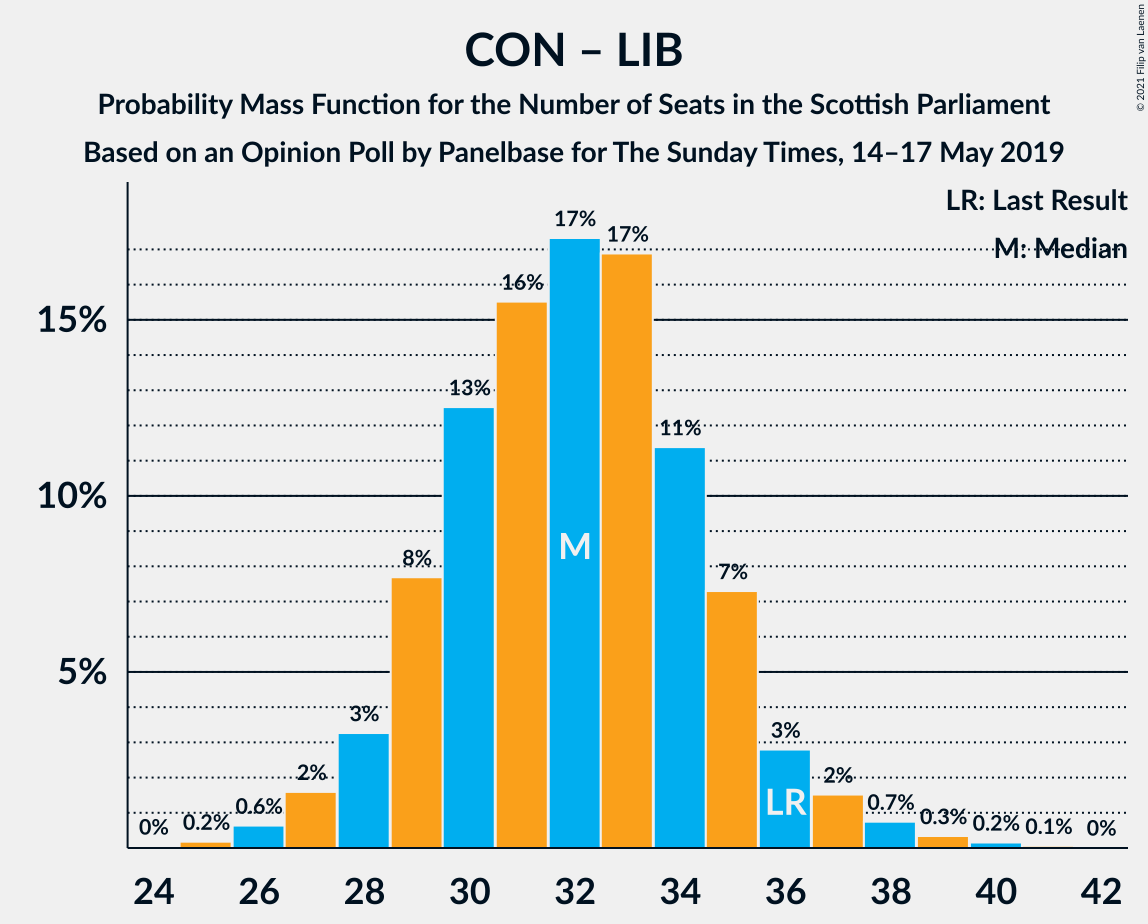 CON – LIB
Probability Mass Function for the Number of Seats in the Scottish Parliament
Based on an Opinion Poll by Panelbase for The Sunday Times, 14–17 May 2019
© 2021 Filip van Laenen
LR: Last Result
M: Median
15%
10%
5%
0%
0.2%
0.6%
2%
3%
8%
13%
16%
17%
17%
11%
7%
3%
2%
0.7%
0.3%
0.2%
0.1%
0%
M
LR
24 26 28 30 32 34 36 38 40 42